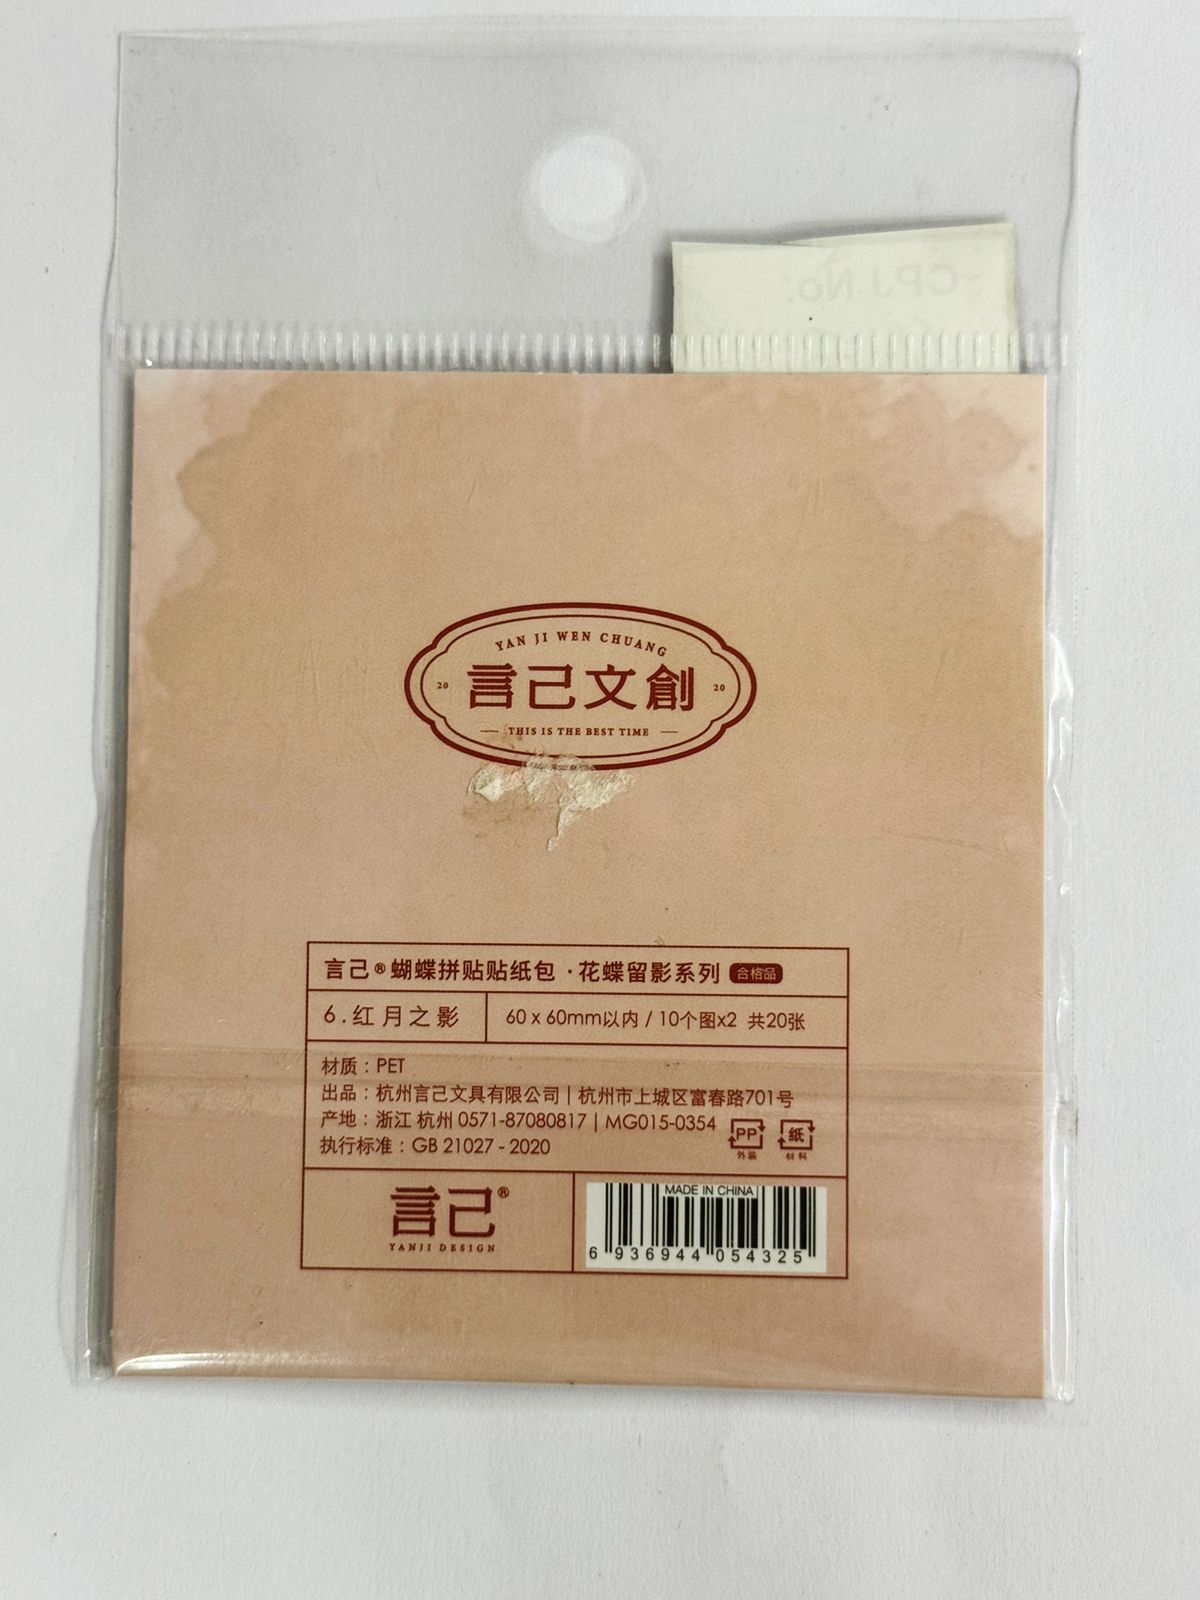 CPJ No:
YAN JI WEN CHUANG
20 言己文創 20
THIS IS THE BEST TIME
言己®蝴蝶拼贴贴纸包·花蝶留影系列 合格品
6.红月之影 60 x 60mm以内 / 10个图x2 共20张
材质:PET
出品:杭州言己文具有限公司|杭州市上城区富春路701号
产地:浙江 杭州 0571-87080817 | MG015-0354
执行标准:GB 21027 - 2020
PP 纸
外装 材料
言己®
YANJI DESIGN
MADE IN CHINA
6 936944 054325